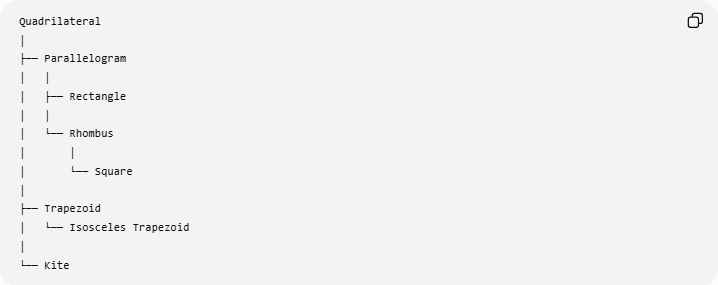 Quadrilateral
│
├── Parallelogram
│   │
│   ├── Rectangle
│   │
│   └── Rhombus
│       │
│       └── Square
│
├── Trapezoid
│   └── Isosceles Trapezoid
│
└── Kite